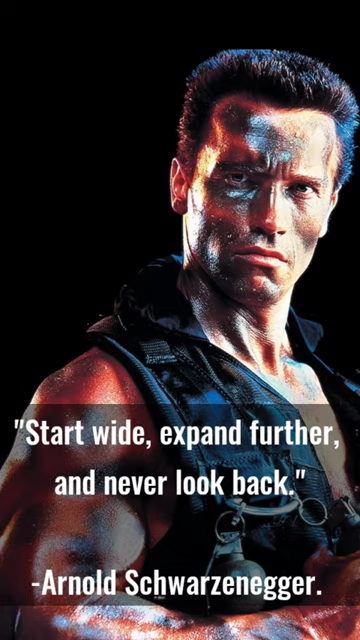 "Start wide, expand further,
and never look back."
-Arnold Schwarzenegger.